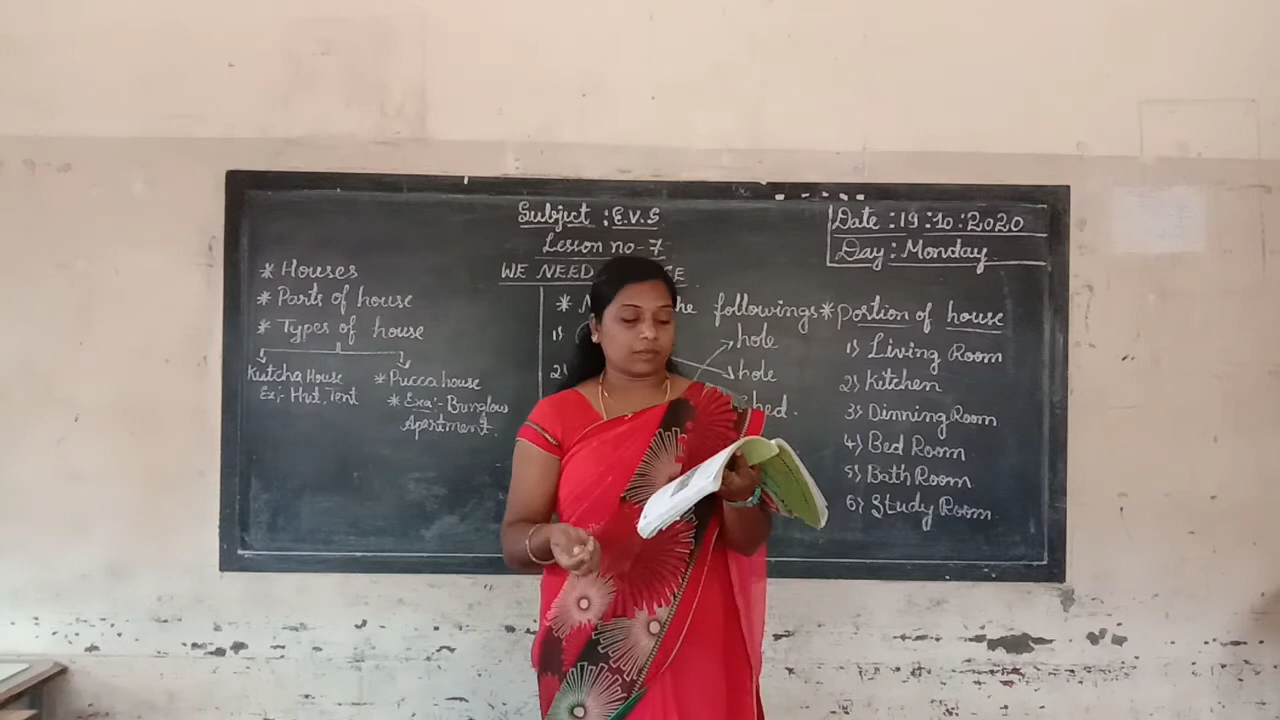 Subject : E.V.S
Lesson no - 7
WE NEED
Date : 19 : 10 : 2020
Day : Monday
* Houses
* Parts of house
* Types of house
Kutcha House
Ex:- Hut, Tent
* Pucca house
* Exa:- Bunglow
Apartment.
* followings
1)
hole
2)
hole
* Portion of house
1) Living Room
2) Kitchen
3) Dinning Room
4) Bed Room
5) Bath Room
6) Study Room